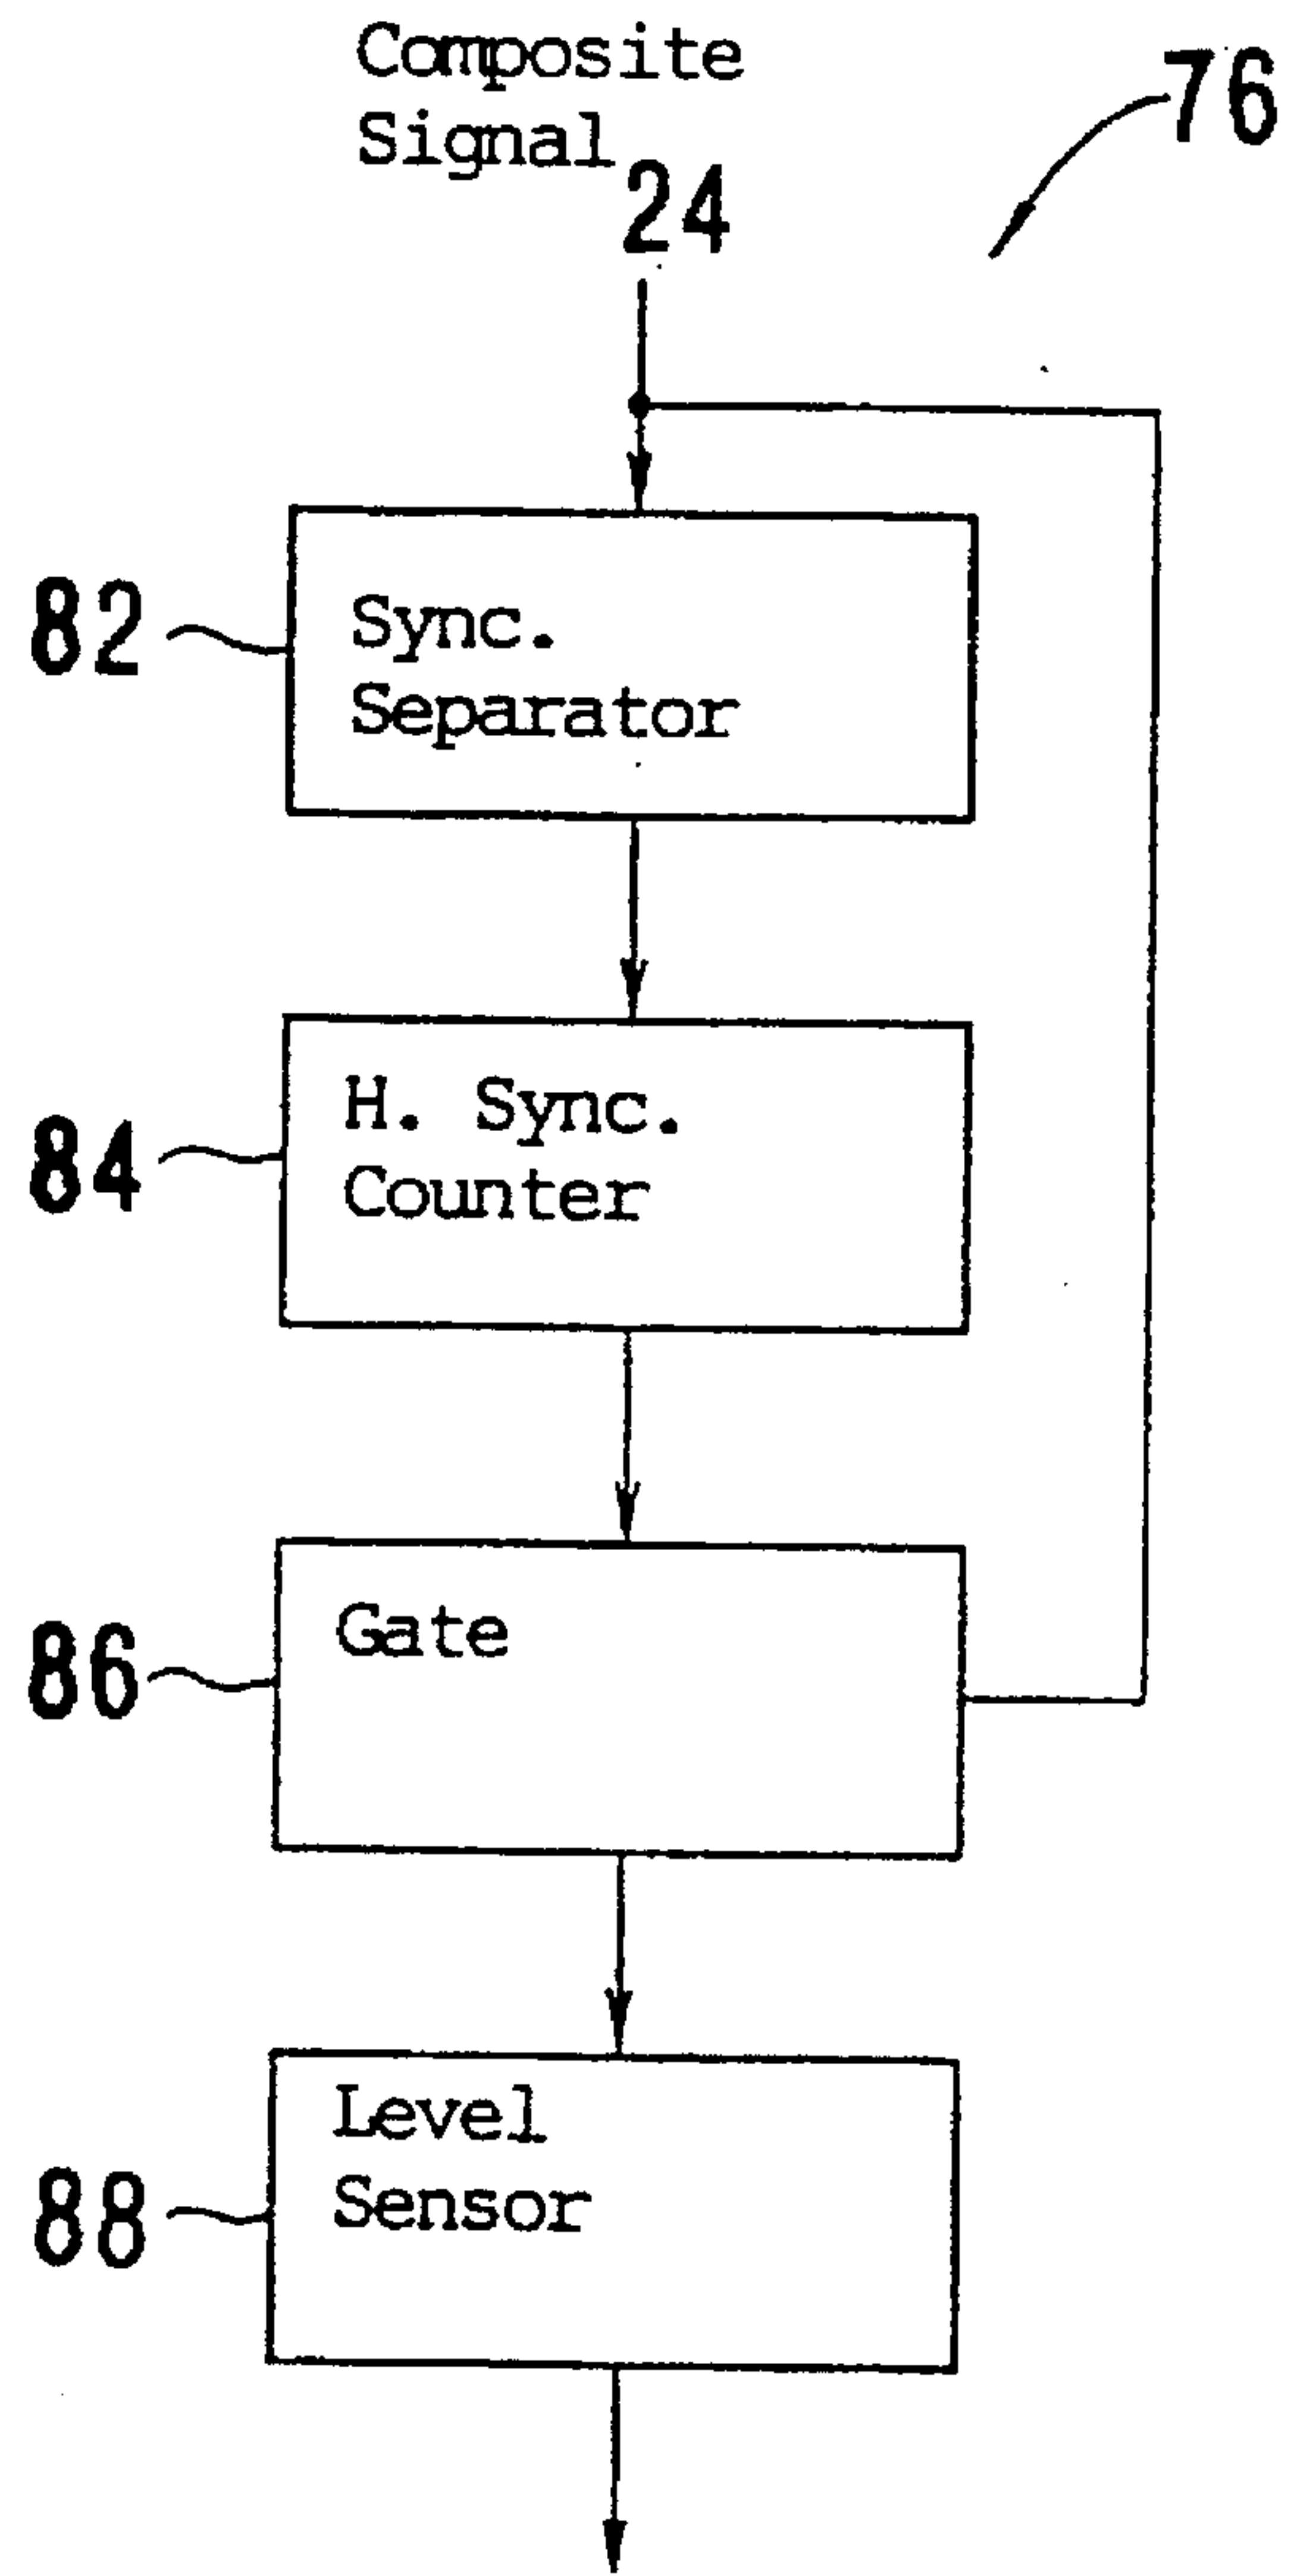 Composite
Signal
24
76
82
Sync.
Separator
84
H. Sync.
Counter
86
Gate
88
Level
Sensor